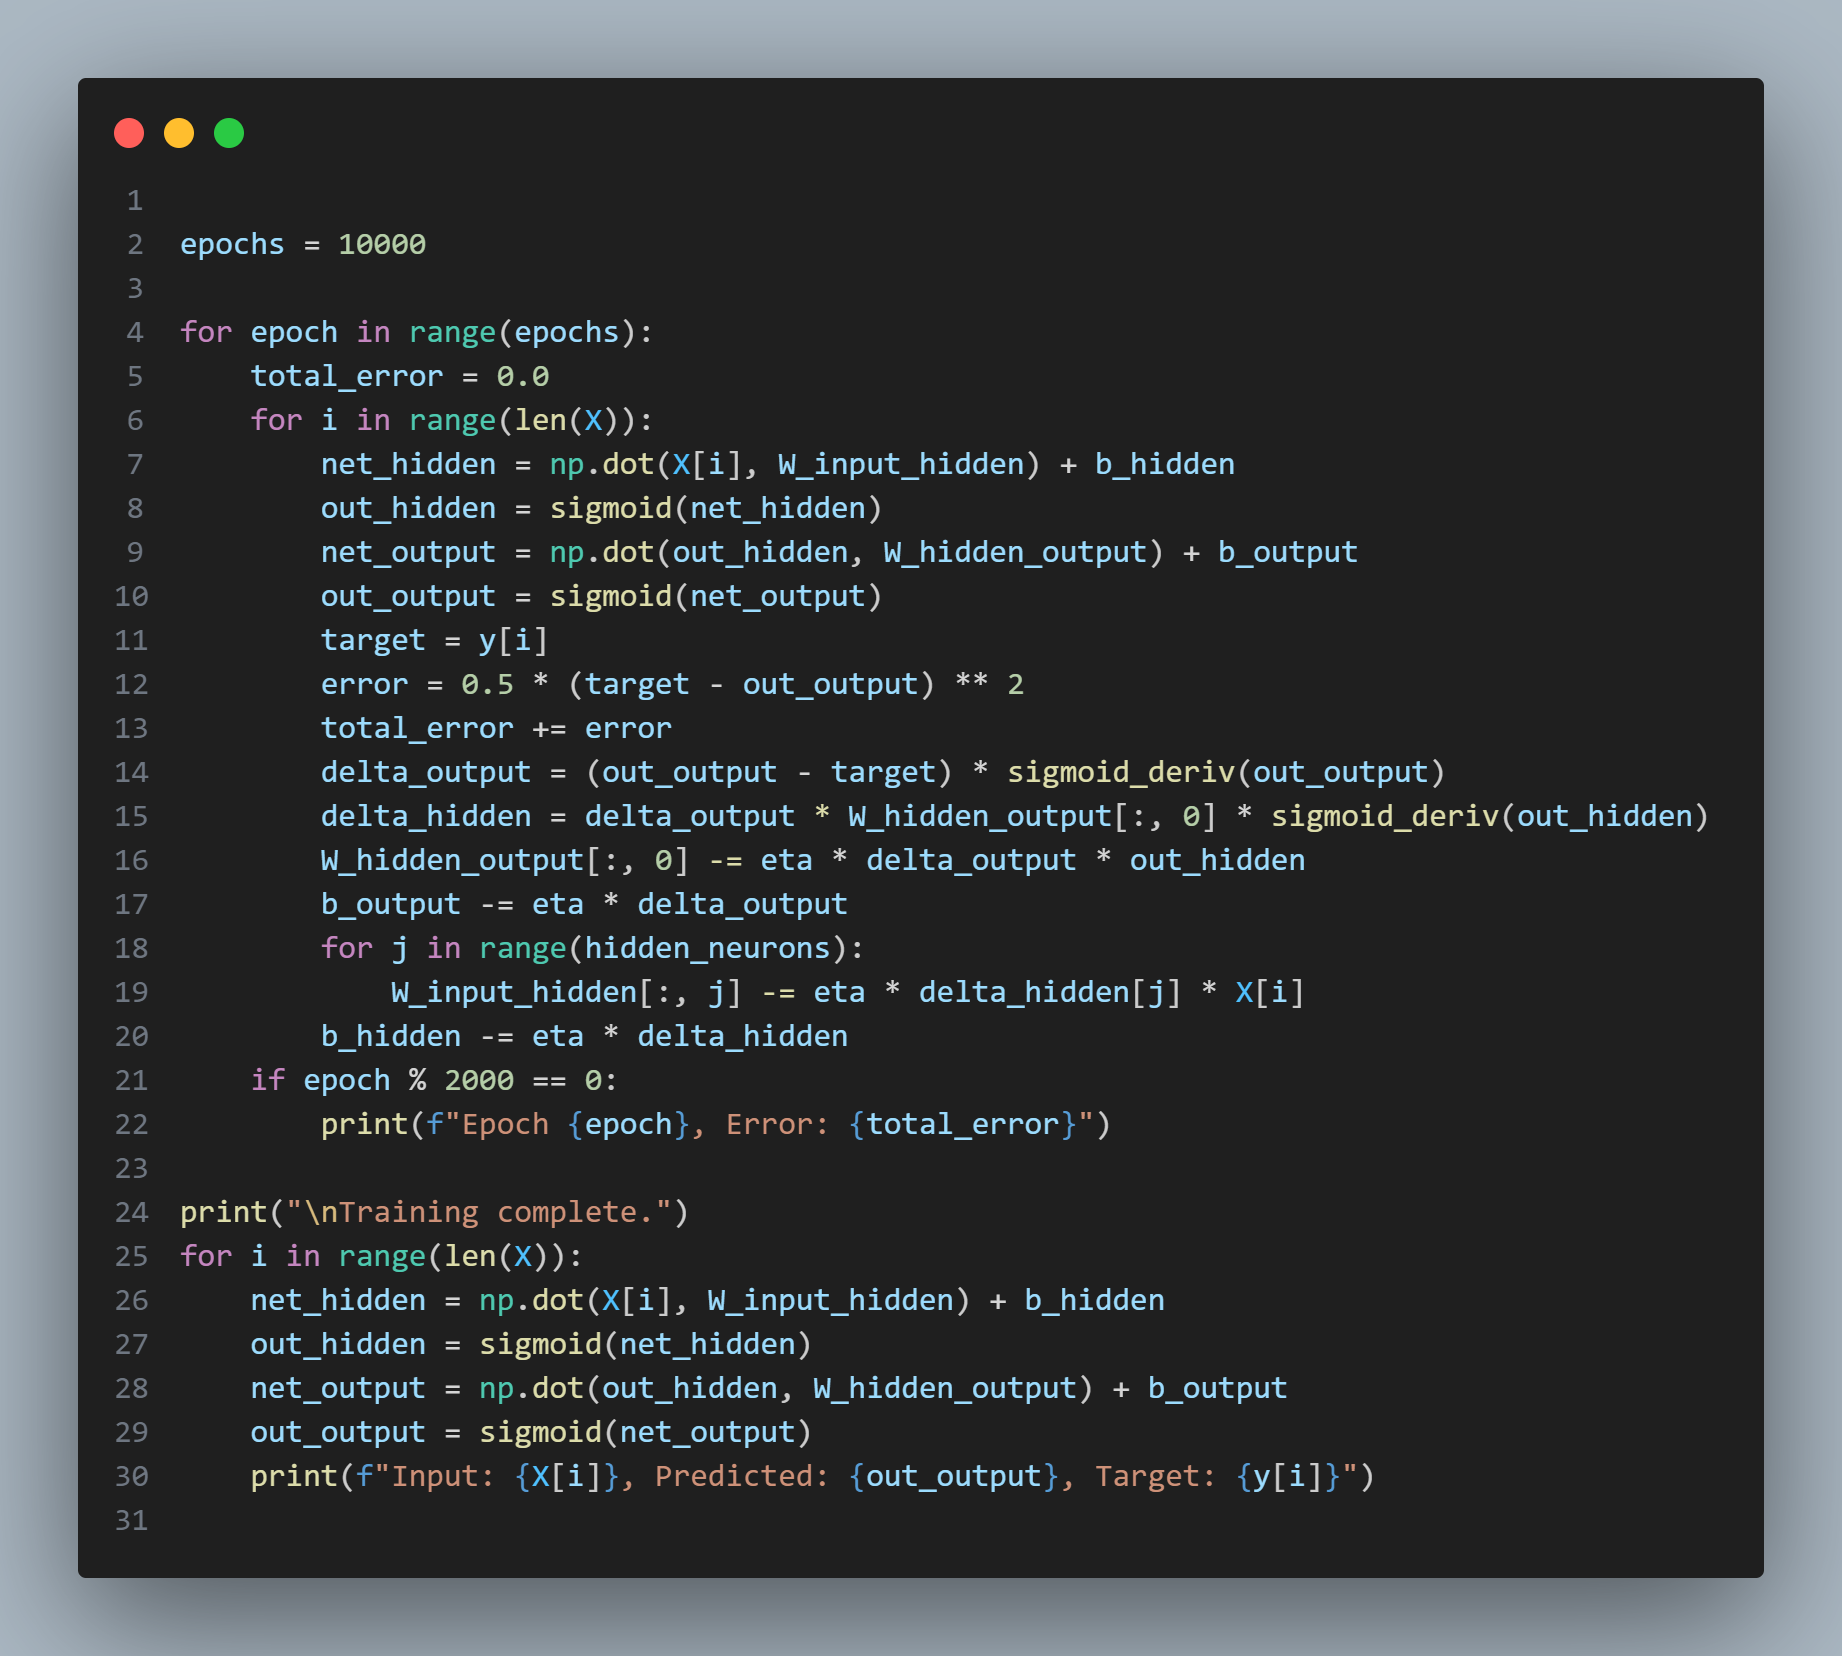 1
2 epochs = 10000
3
4 for epoch in range(epochs):
5     total_error = 0.0
6     for i in range(len(X)):
7         net_hidden = np.dot(X[i], W_input_hidden) + b_hidden
8         out_hidden = sigmoid(net_hidden)
9         net_output = np.dot(out_hidden, W_hidden_output) + b_output
10         out_output = sigmoid(net_output)
11         target = y[i]
12         error = 0.5 * (target - out_output) ** 2
13         total_error += error
14         delta_output = (out_output - target) * sigmoid_deriv(out_output)
15         delta_hidden = delta_output * W_hidden_output[:, 0] * sigmoid_deriv(out_hidden)
16         W_hidden_output[:, 0] -= eta * delta_output * out_hidden
17         b_output -= eta * delta_output
18         for j in range(hidden_neurons):
19             W_input_hidden[:, j] -= eta * delta_hidden[j] * X[i]
20         b_hidden -= eta * delta_hidden
21     if epoch % 2000 == 0:
22         print(f"Epoch {epoch}, Error: {total_error}")
23
24 print("\nTraining complete.")
25 for i in range(len(X)):
26     net_hidden = np.dot(X[i], W_input_hidden) + b_hidden
27     out_hidden = sigmoid(net_hidden)
28     net_output = np.dot(out_hidden, W_hidden_output) + b_output
29     out_output = sigmoid(net_output)
30     print(f"Input: {X[i]}, Predicted: {out_output}, Target: {y[i]}")
31